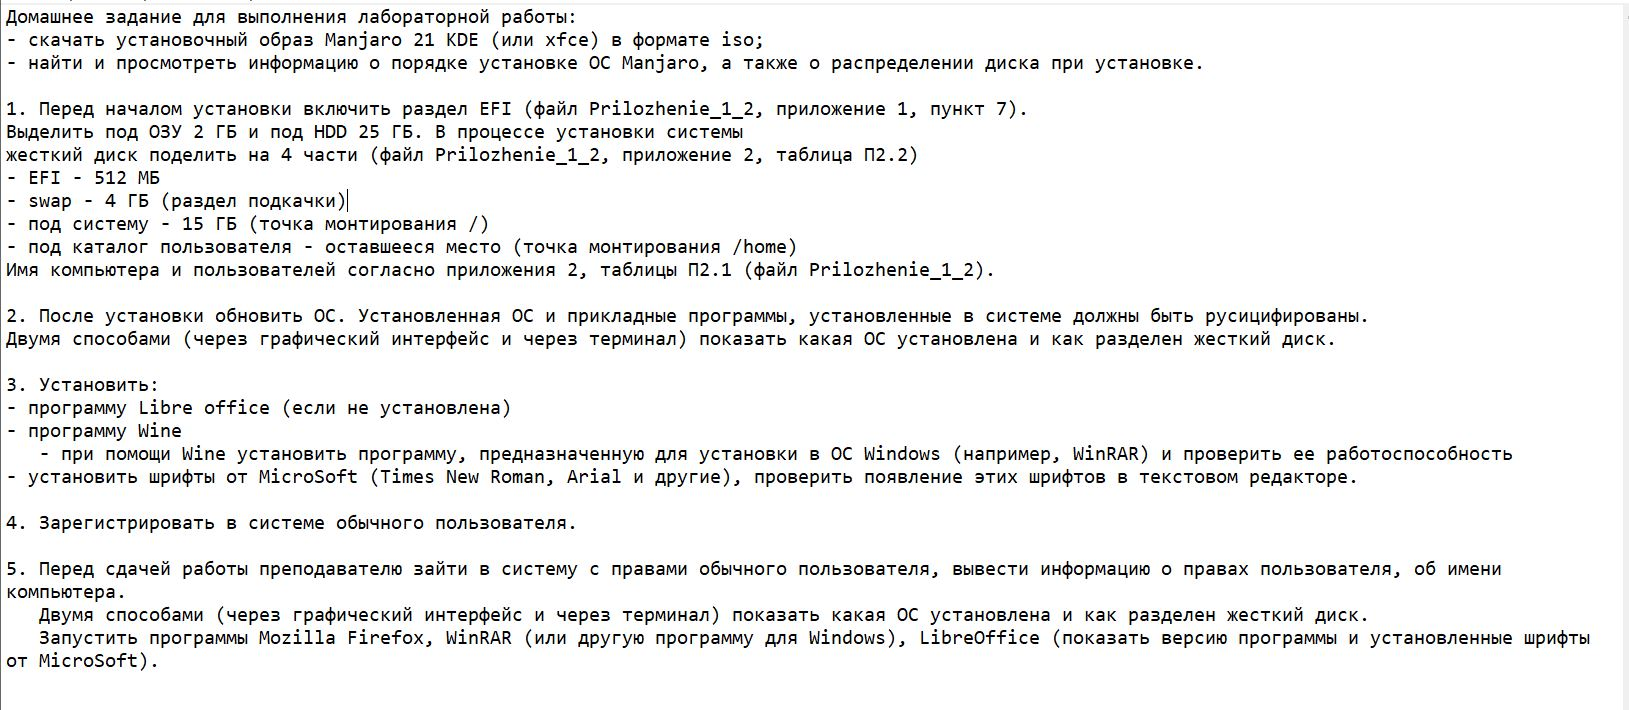 Домашнее задание для выполнения лабораторной работы:
- скачать установочный образ Manjaro 21 KDE (или xfce) в формате iso;
- найти и просмотреть информацию о порядке установке ОС Manjaro, а также о распределении диска при установке.
1. Перед началом установки включить раздел EFI (файл Prilozhenie_1_2, приложение 1, пункт 7).
Выделить под ОЗУ 2 ГБ и под HDD 25 ГБ. В процессе установки системы
жесткий диск поделить на 4 части (файл Prilozhenie_1_2, приложение 2, таблица П2.2)
- EFI - 512 МБ
- swap - 4 ГБ (раздел подкачки)
- под систему - 15 ГБ (точка монтирования /)
- под каталог пользователя - оставшееся место (точка монтирования /home)
Имя компьютера и пользователей согласно приложения 2, таблицы П2.1 (файл Prilozhenie_1_2).
2. После установки обновить ОС. Установленная ОС и прикладные программы, установленные в системе должны быть русицифированы.
Двумя способами (через графический интерфейс и через терминал) показать какая ОС установлена и как разделен жесткий диск.
3. Установить:
- программу Libre office (если не установлена)
- программу Wine
- при помощи Wine установить программу, предназначенную для установки в ОС Windows (например, WinRAR) и проверить ее работоспособность
- установить шрифты от MicroSoft (Times New Roman, Arial и другие), проверить появление этих шрифтов в текстовом редакторе.
4. Зарегистрировать в системе обычного пользователя.
5. Перед сдачей работы преподавателю зайти в систему с правами обычного пользователя, вывести информацию о правах пользователя, об имени
компьютера.
Двумя способами (через графический интерфейс и через терминал) показать какая ОС установлена и как разделен жесткий диск.
Запустить программы Mozilla Firefox, WinRAR (или другую программу для Windows), LibreOffice (показать версию программы и установленные шрифты
от MicroSoft).